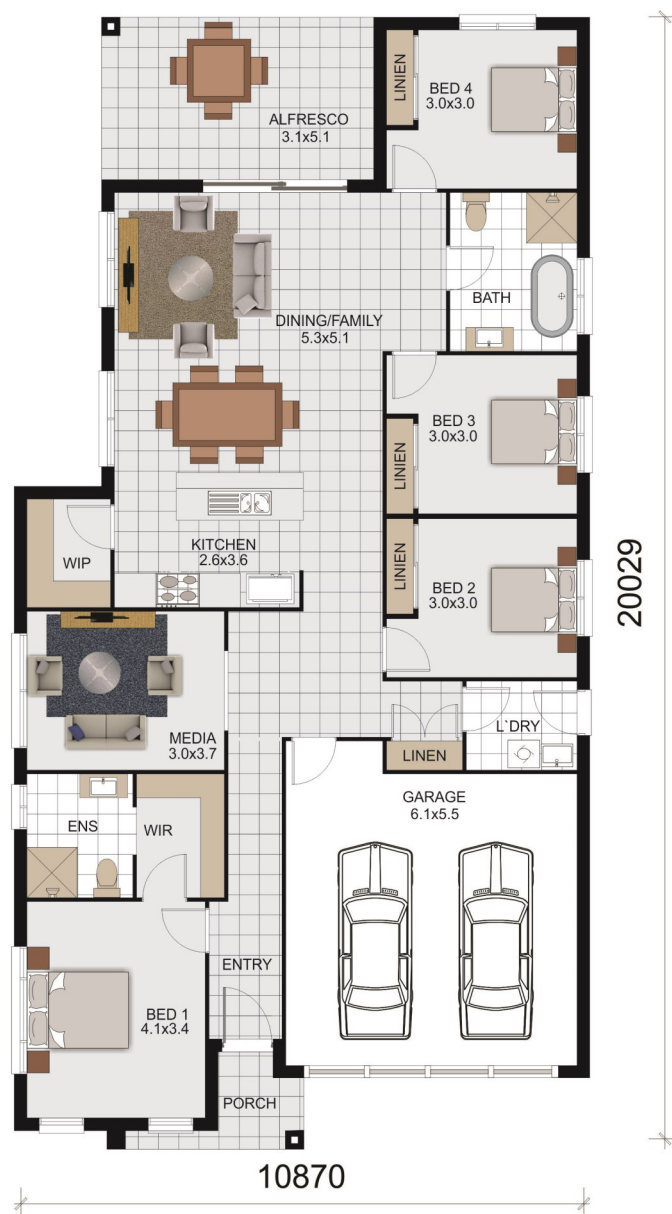 LINIEN
BED 4
3.0x3.0
ALFRESCO
3.1x5.1
BATH
DINING/FAMILY
5.3x5.1
BED 3
3.0x3.0
LINIEN
KITCHEN
2.6x3.6
WIP
LINIEN
BED 2
3.0x3.0
20029
MEDIA
3.0x3.7
L`DRY
LINEN
GARAGE
6.1x5.5
ENS
WIR
ENTRY
BED 1
4.1x3.4
PORCH
10870